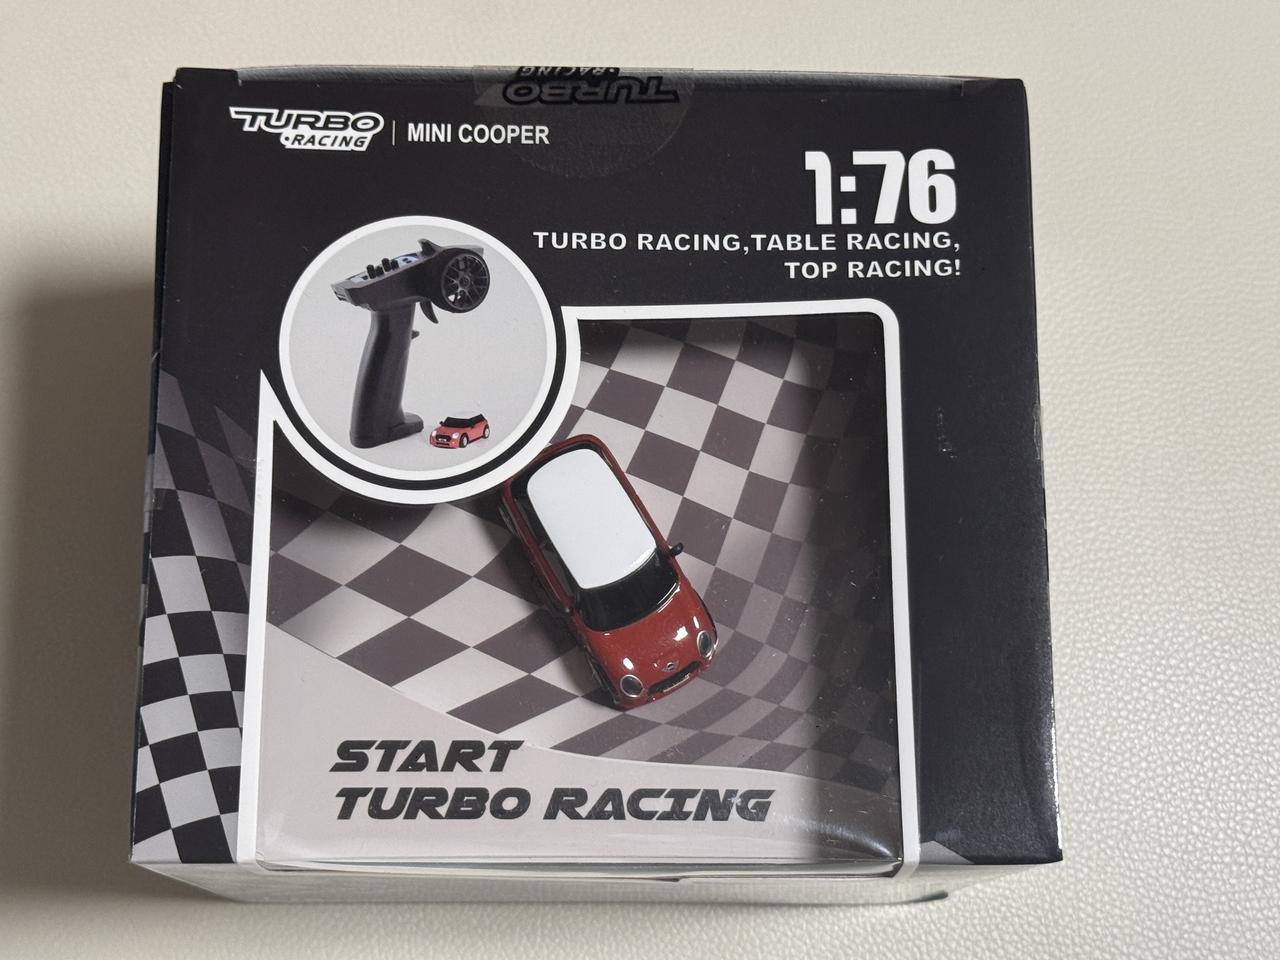 TURBO
RACING
TURBO
·RACING
MINI COOPER
1:76
TURBO RACING,TABLE RACING,
TOP RACING!
START
TURBO RACING